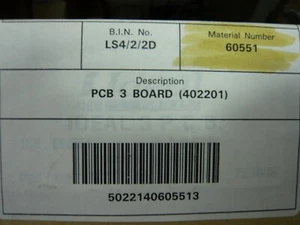 B.I.N. No.
Material Number
LS4/2/2D
60551
Description
PCB 3 BOARD (402201)
5022140605513